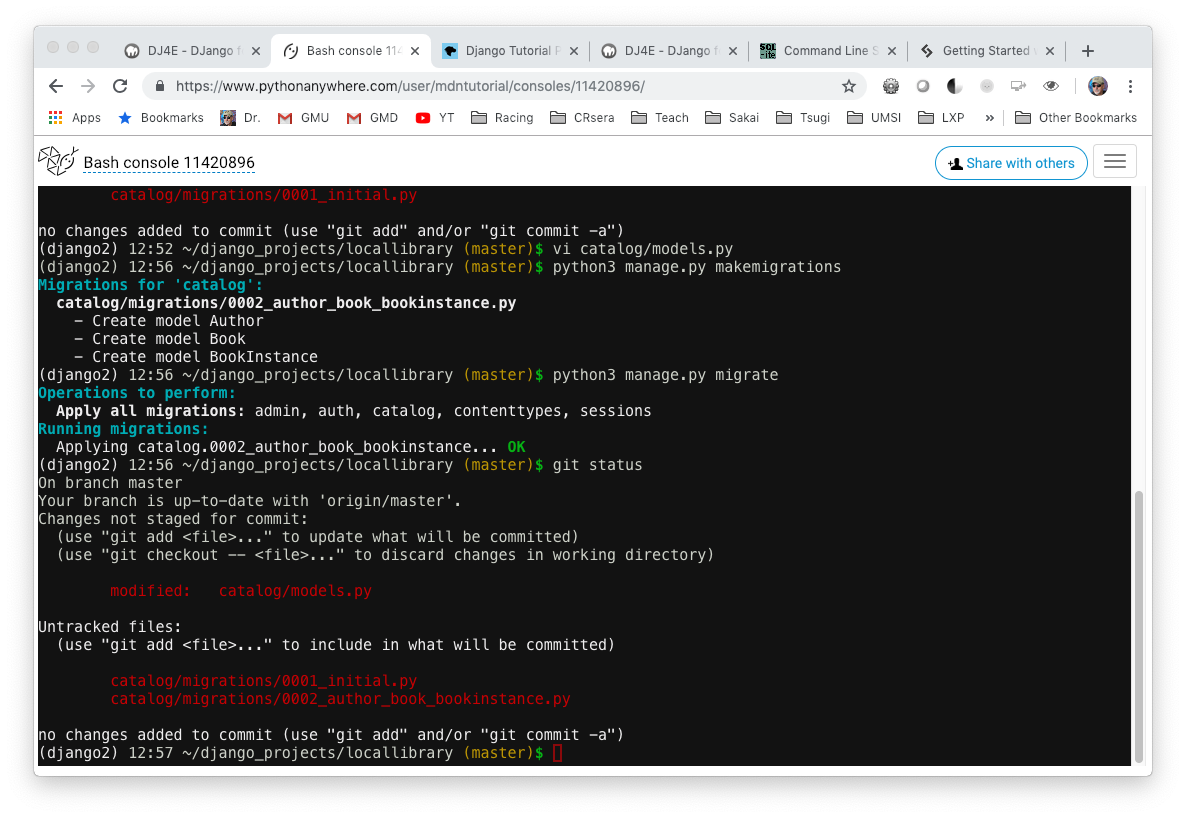 DJ4E - DJango f
Bash console 114
Django Tutorial P
DJ4E - DJango f
SQL ite
Command Line S
Getting Started
https://www.pythonanywhere.com/user/mdntutorial/consoles/11420896/
Apps Bookmarks Dr. GMU GMD YT Racing CRsera Teach Sakai Tsugi UMSI LXP » Other Bookmarks
Bash console 11420896
Share with others
catalog/migrations/0001_initial.py
no changes added to commit (use "git add" and/or "git commit -a")
(django2) 12:52 ~/django_projects/locallibrary (master)$ vi catalog/models.py
(django2) 12:56 ~/django_projects/locallibrary (master)$ python3 manage.py makemigrations
Migrations for 'catalog':
catalog/migrations/0002_author_book_bookinstance.py
- Create model Author
- Create model Book
- Create model BookInstance
(django2) 12:56 ~/django_projects/locallibrary (master)$ python3 manage.py migrate
Operations to perform:
Apply all migrations: admin, auth, catalog, contenttypes, sessions
Running migrations:
Applying catalog.0002_author_book_bookinstance... OK
(django2) 12:56 ~/django_projects/locallibrary (master)$ git status
On branch master
Your branch is up-to-date with 'origin/master'.
Changes not staged for commit:
(use "git add <file>..." to update what will be committed)
(use "git checkout -- <file>..." to discard changes in working directory)
modified:   catalog/models.py
Untracked files:
(use "git add <file>..." to include in what will be committed)
catalog/migrations/0001_initial.py
catalog/migrations/0002_author_book_bookinstance.py
no changes added to commit (use "git add" and/or "git commit -a")
(django2) 12:57 ~/django_projects/locallibrary (master)$